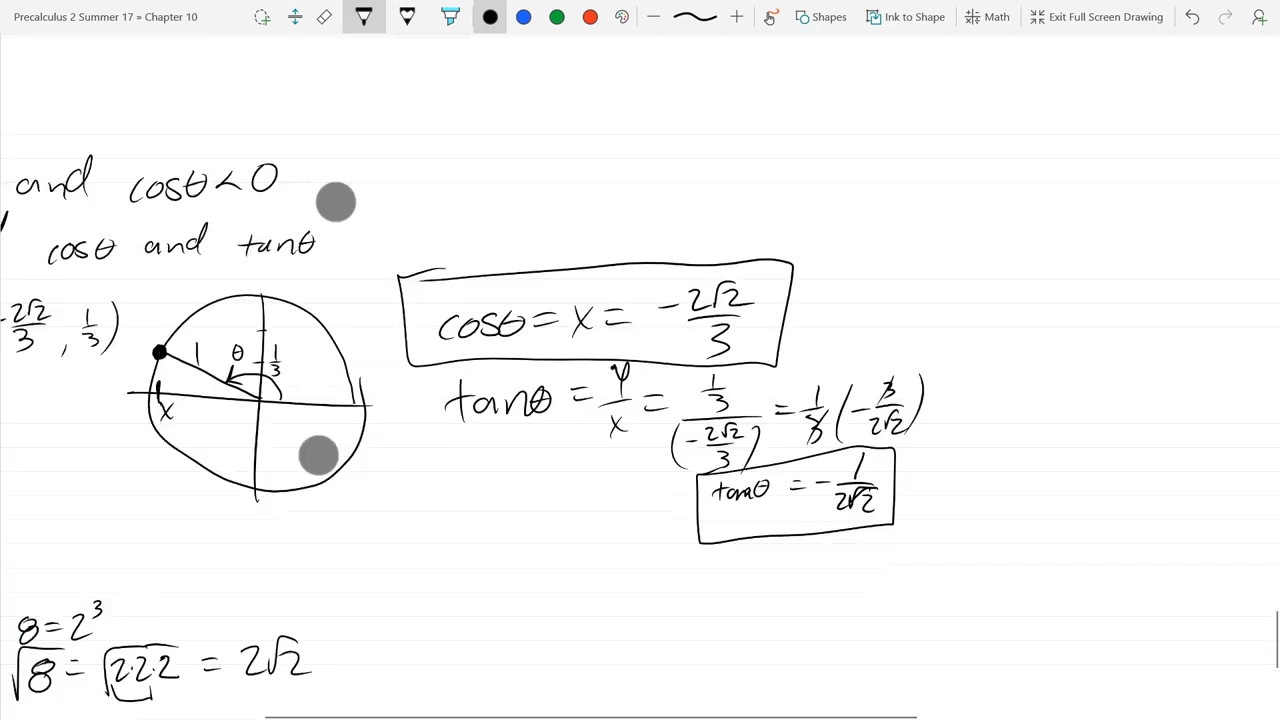 Precalculus 2 Summer 17 » Chapter 10
Shapes
Ink to Shape
Math
Exit Full Screen Drawing
and cosθ<0
cosθ and tanθ
-2√2/3 , 1/3)
1 θ 1/3
x
1
cosθ = x = -2√2/3
tanθ = y/x = (1/3)/(-2√2/3) = 1/3(-3/2√2)
tanθ = -1/2√2
8=2³
√8 = √2·2·2 = 2√2